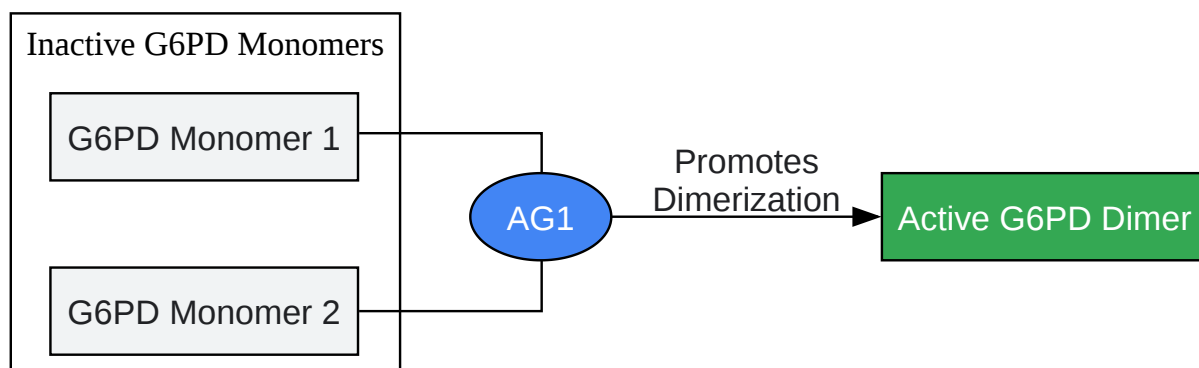 Inactive G6PD Monomers
G6PD Monomer 1
G6PD Monomer 2
AG1
Promotes
Dimerization
Active G6PD Dimer